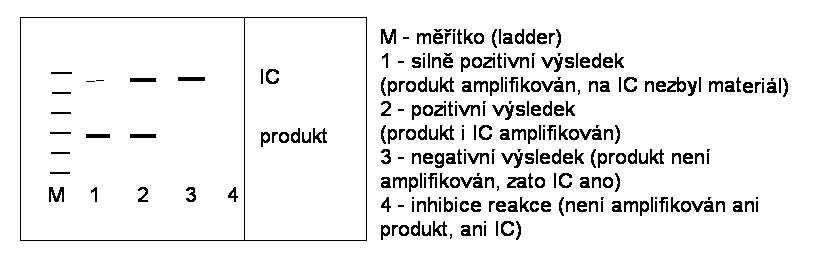 IC
produkt
M 1 2 3 4
M - měřítko (ladder)
1 - silně pozitivní výsledek
(produkt amplifikován, na IC nezbyl materiál)
2 - pozitivní výsledek
(produkt i IC amplifikován)
3 - negativní výsledek (produkt není
amplifikován, zato IC ano)
4 - inhibice reakce (není amplifikován ani
produkt, ani IC)